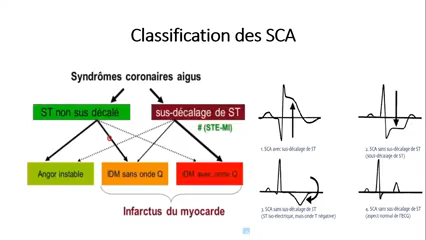 Classification des SCA
Syndrômes coronaires aigus
ST non sus décalé
sus-décalage de ST
# (STE-MI)
Angor instable
IDM sans onde Q
IDM avec onde Q
Infarctus du myocarde
1. SCA avec sus-décalage de ST
2. SCA sans sus-décalage de ST
(sous décalage de ST)
3. SCA sans sus-décalage de ST
(ST iso-électrique, mais onde T négative)
4. SCA sans sus-décalage de ST
(aspect normal de l'ECG)